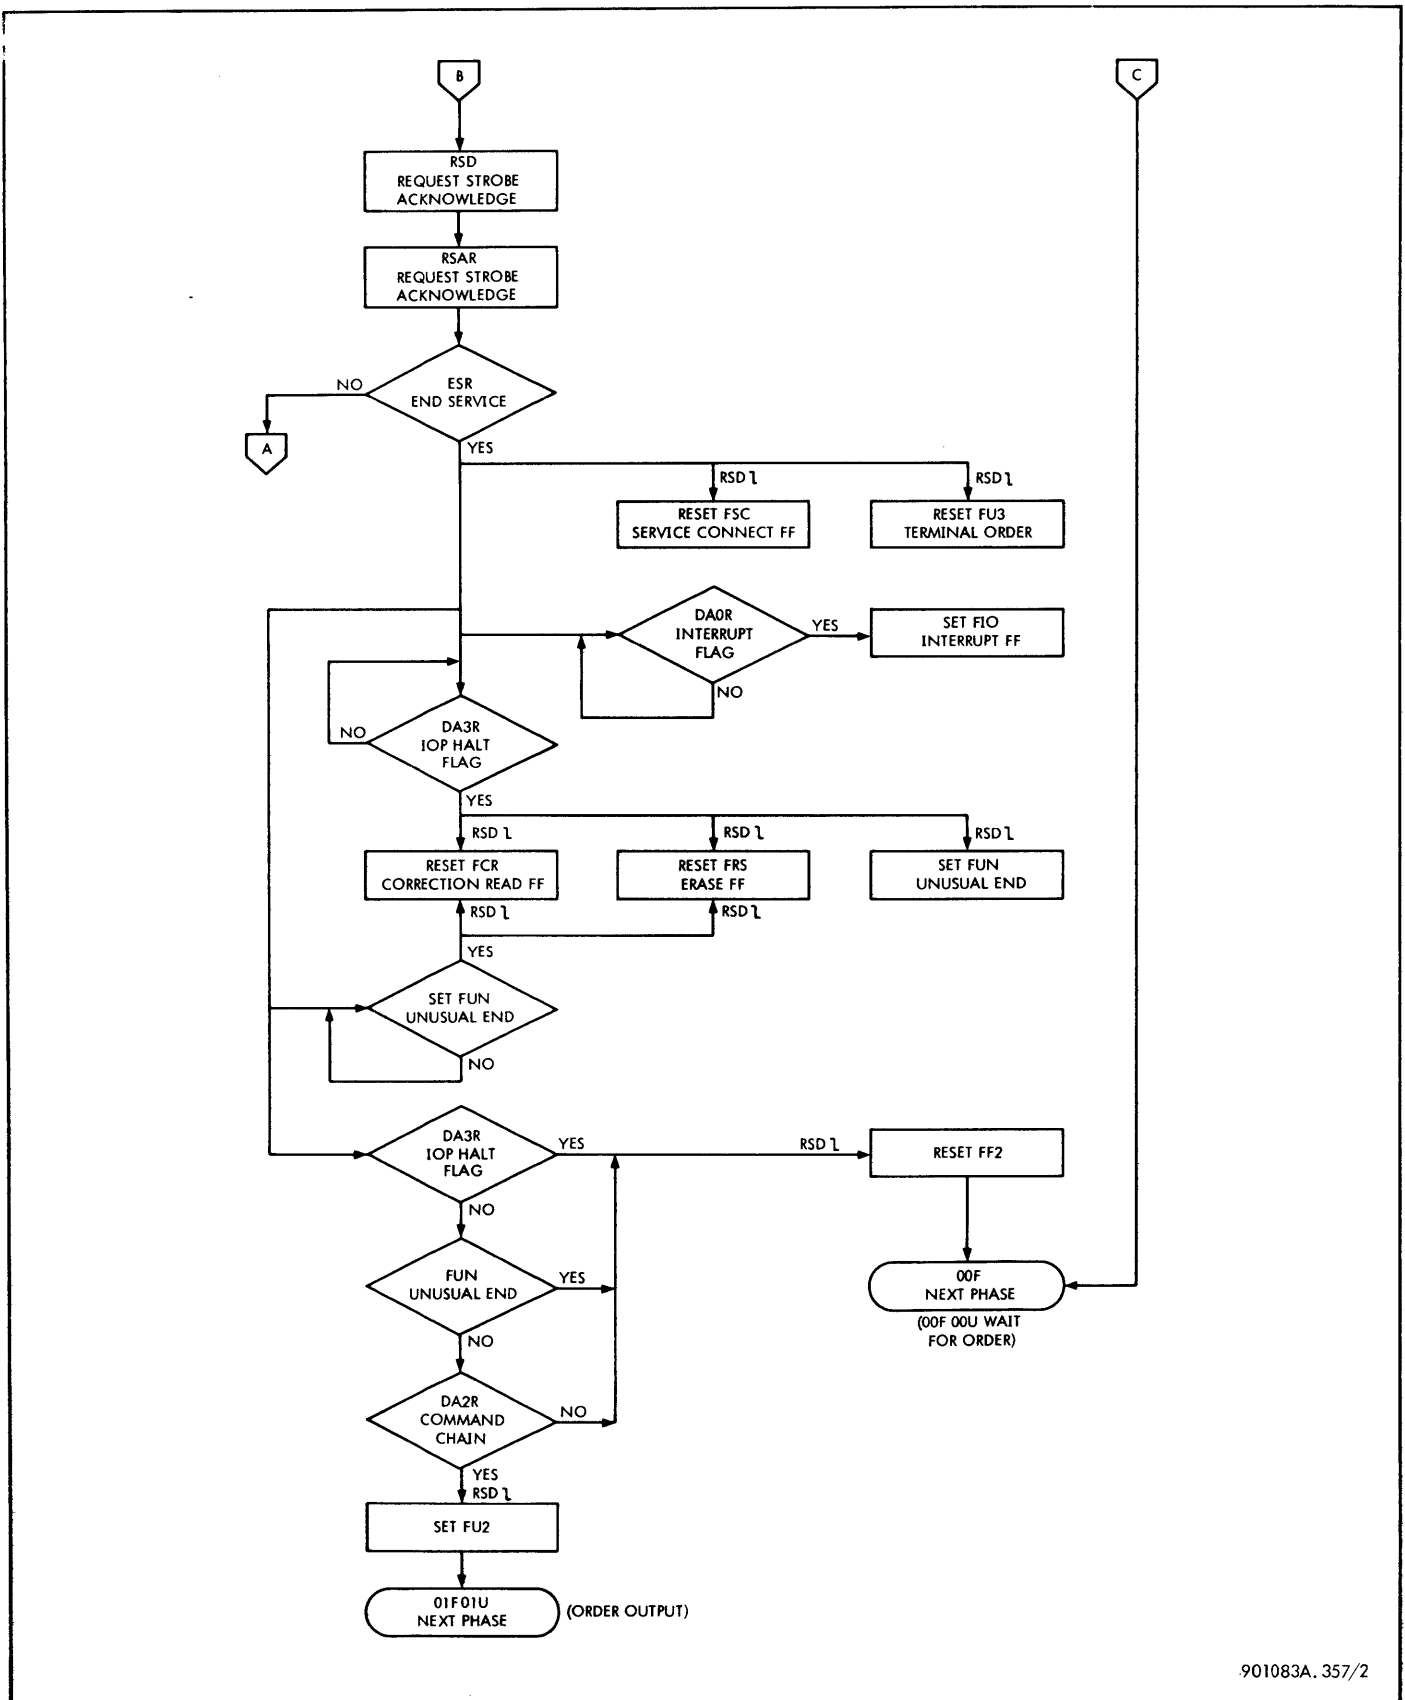 B
C
RSD
REQUEST STROBE
ACKNOWLEDGE
RSAR
REQUEST STROBE
ACKNOWLEDGE
NO
ESR
END SERVICE
A
YES
RSD ꞁ
RSD ꞁ
RESET FSC
SERVICE CONNECT FF
RESET FU3
TERMINAL ORDER
DA0R
INTERRUPT
FLAG
YES
SET FIO
INTERRUPT FF
NO
NO
DA3R
IOP HALT
FLAG
YES
RSD ꞁ
RSD ꞁ
RSD ꞁ
RESET FCR
CORRECTION READ FF
RESET FRS
ERASE FF
SET FUN
UNUSUAL END
RSD ꞁ
RSD ꞁ
YES
SET FUN
UNUSUAL END
NO
DA3R
IOP HALT
FLAG
YES
RSD ꞁ
RESET FF2
NO
FUN
UNUSUAL END
YES
00F
NEXT PHASE
(00F 00U WAIT
FOR ORDER)
NO
DA2R
COMMAND
CHAIN
NO
YES
RSD ꞁ
SET FU2
01F01U
NEXT PHASE
(ORDER OUTPUT)
901083A. 357/2